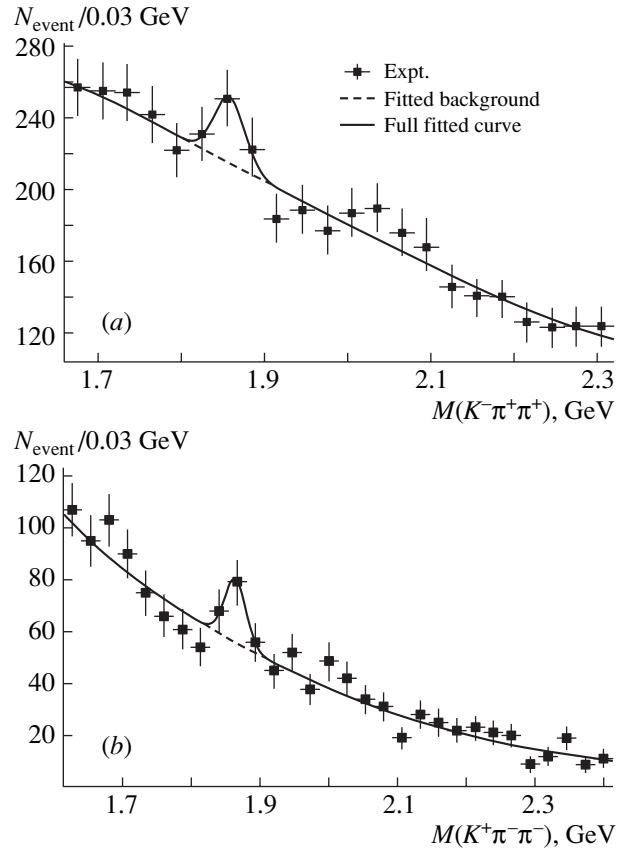 N_event/0.03 GeV
280
240
200
160
120
Expt.
Fitted background
Full fitted curve
(a)
1.7 1.9 2.1 2.3
M(K⁻π⁺π⁺), GeV
N_event/0.03 GeV
120
100
80
60
40
20
(b)
1.7 1.9 2.1 2.3
M(K⁺π⁻π⁻), GeV